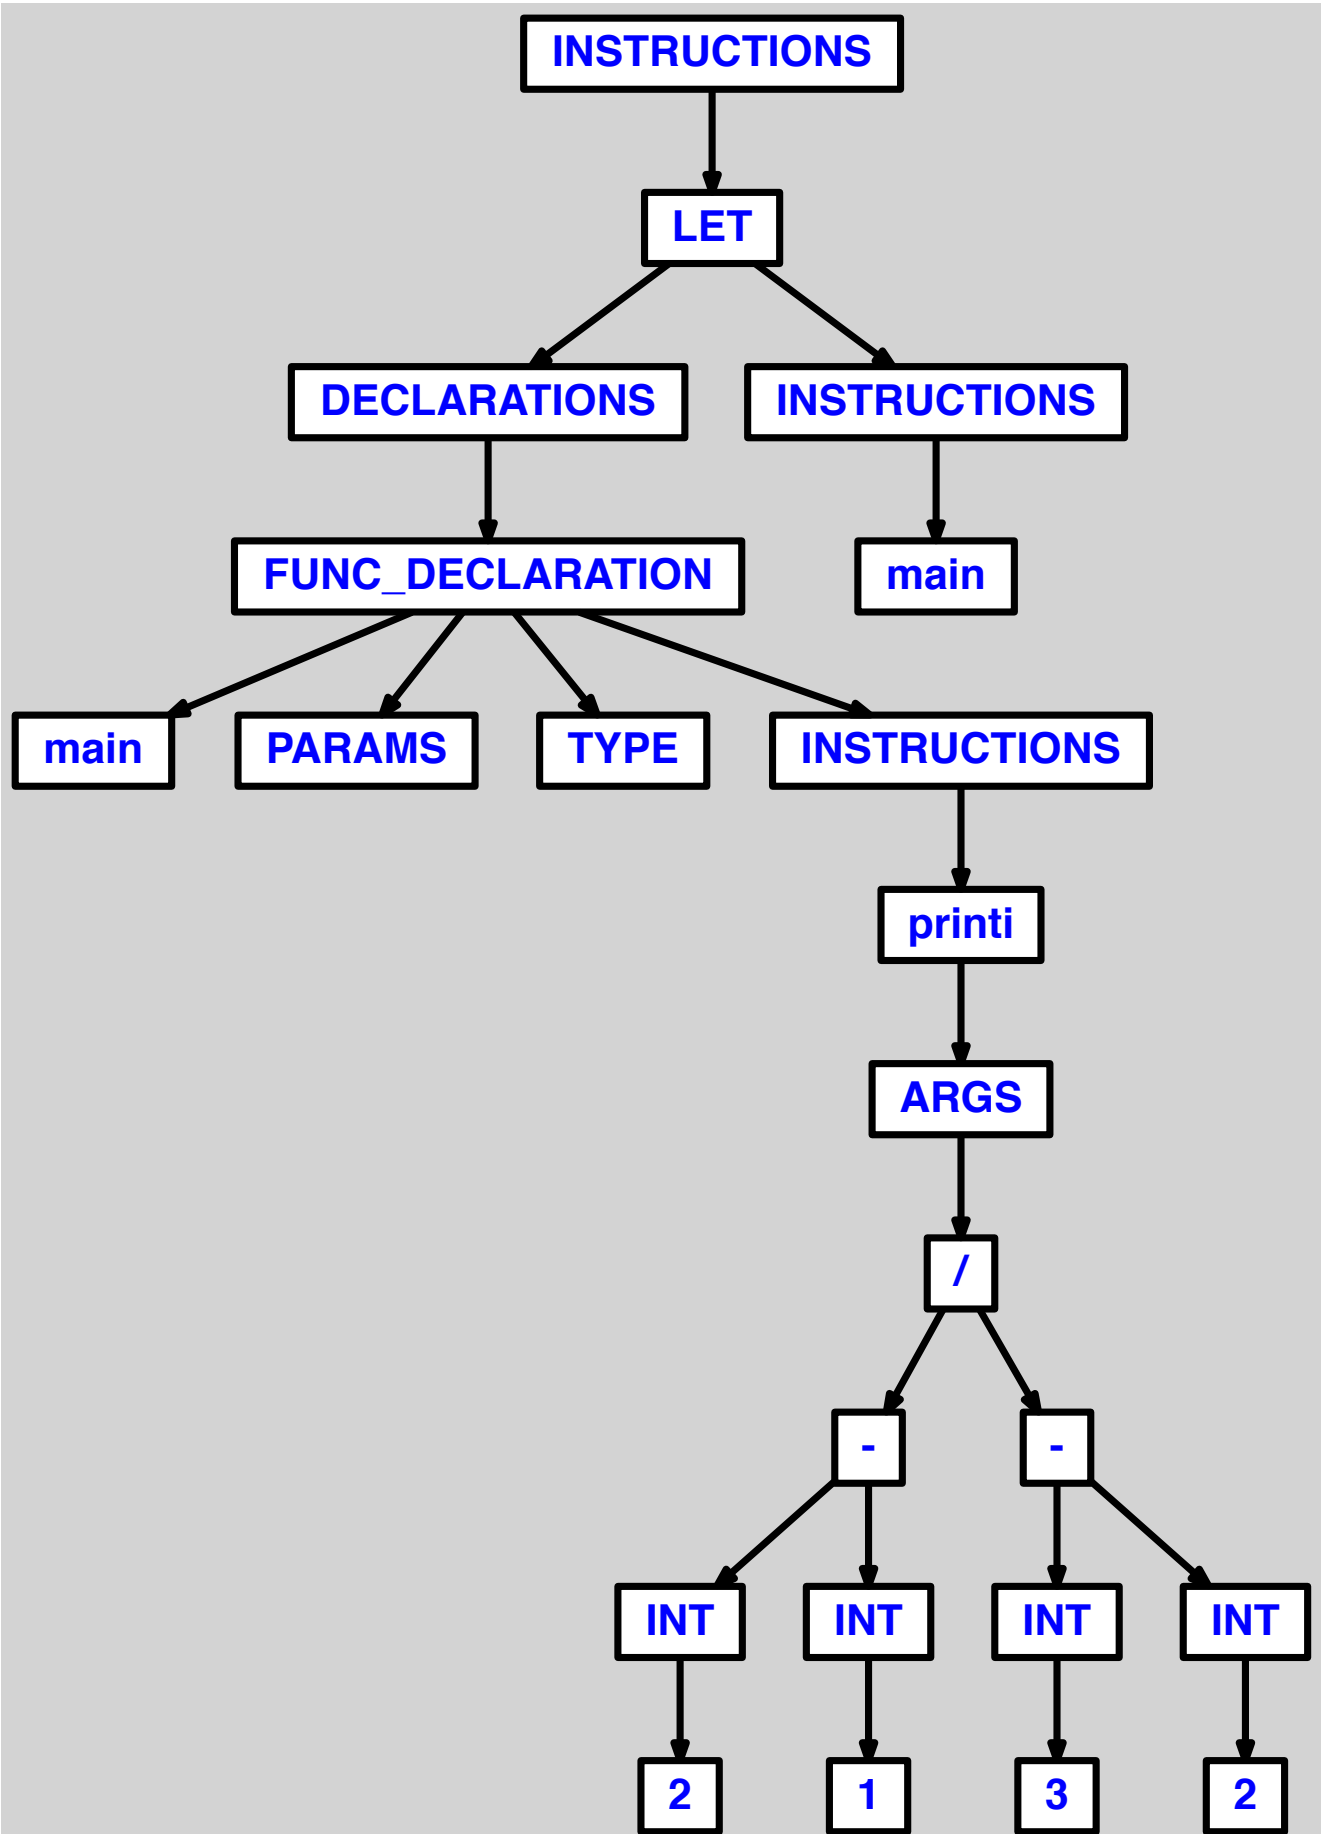 INSTRUCTIONS
LET
DECLARATIONS
INSTRUCTIONS
FUNC_DECLARATION
main
main
PARAMS
TYPE
INSTRUCTIONS
printi
ARGS
/
-
-
INT
INT
INT
INT
2
1
3
2